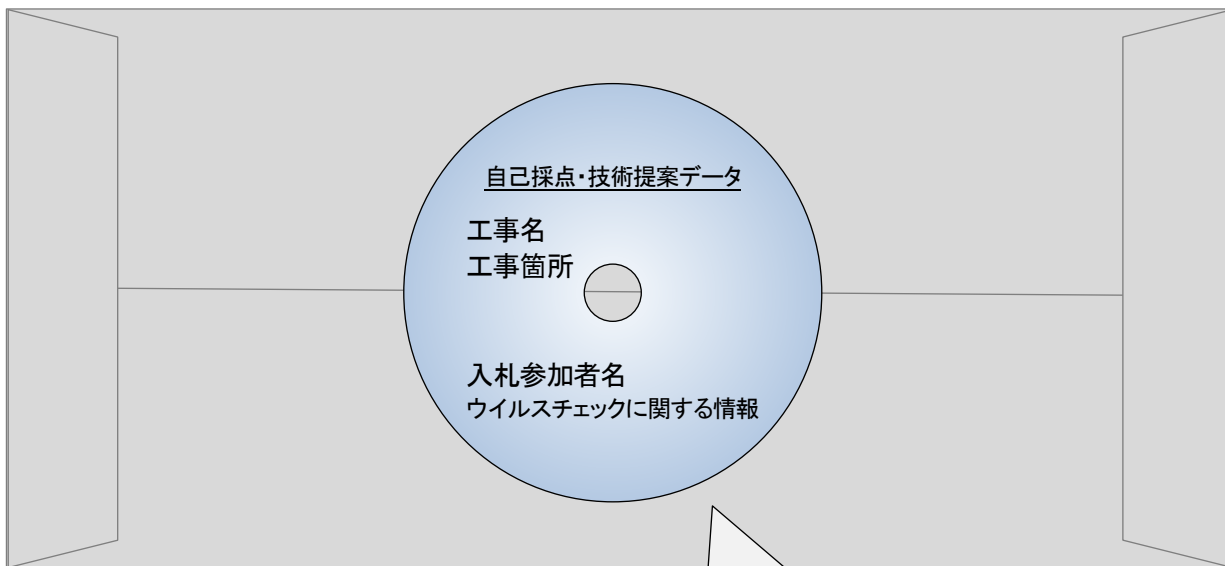 自己採点・技術提案データ
工事名
工事箇所
入札参加者名
ウイルスチェックに関する情報